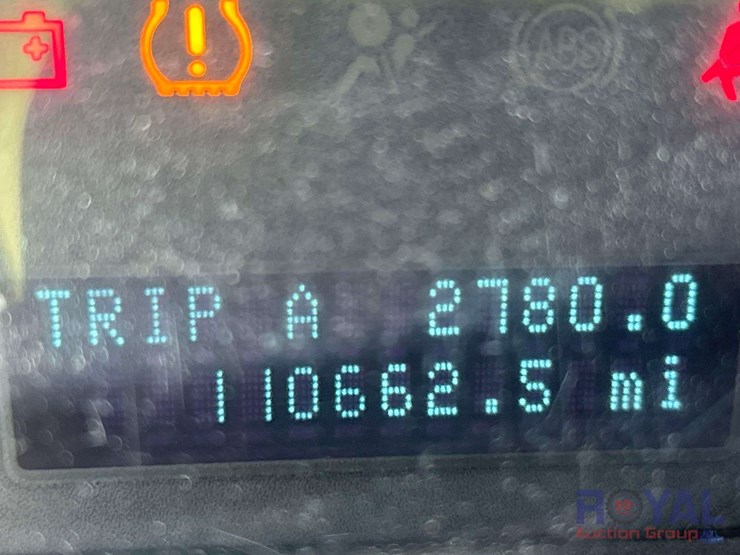 ABS
TRIP A 2780.0
110662.5 mi
ROYAL
Auction Group